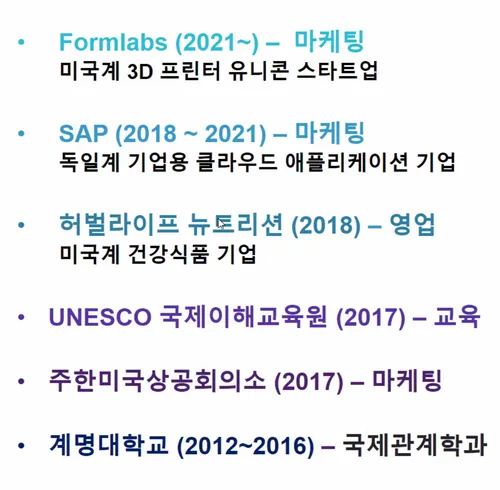 • Formlabs (2021~) – 마케팅
미국계 3D 프린터 유니콘 스타트업
• SAP (2018 ~ 2021) – 마케팅
독일계 기업용 클라우드 애플리케이션 기업
• 허벌라이프 뉴트리션 (2018) – 영업
미국계 건강식품 기업
• UNESCO 국제이해교육원 (2017) – 교육
• 주한미국상공회의소 (2017) – 마케팅
• 계명대학교 (2012~2016) – 국제관계학과